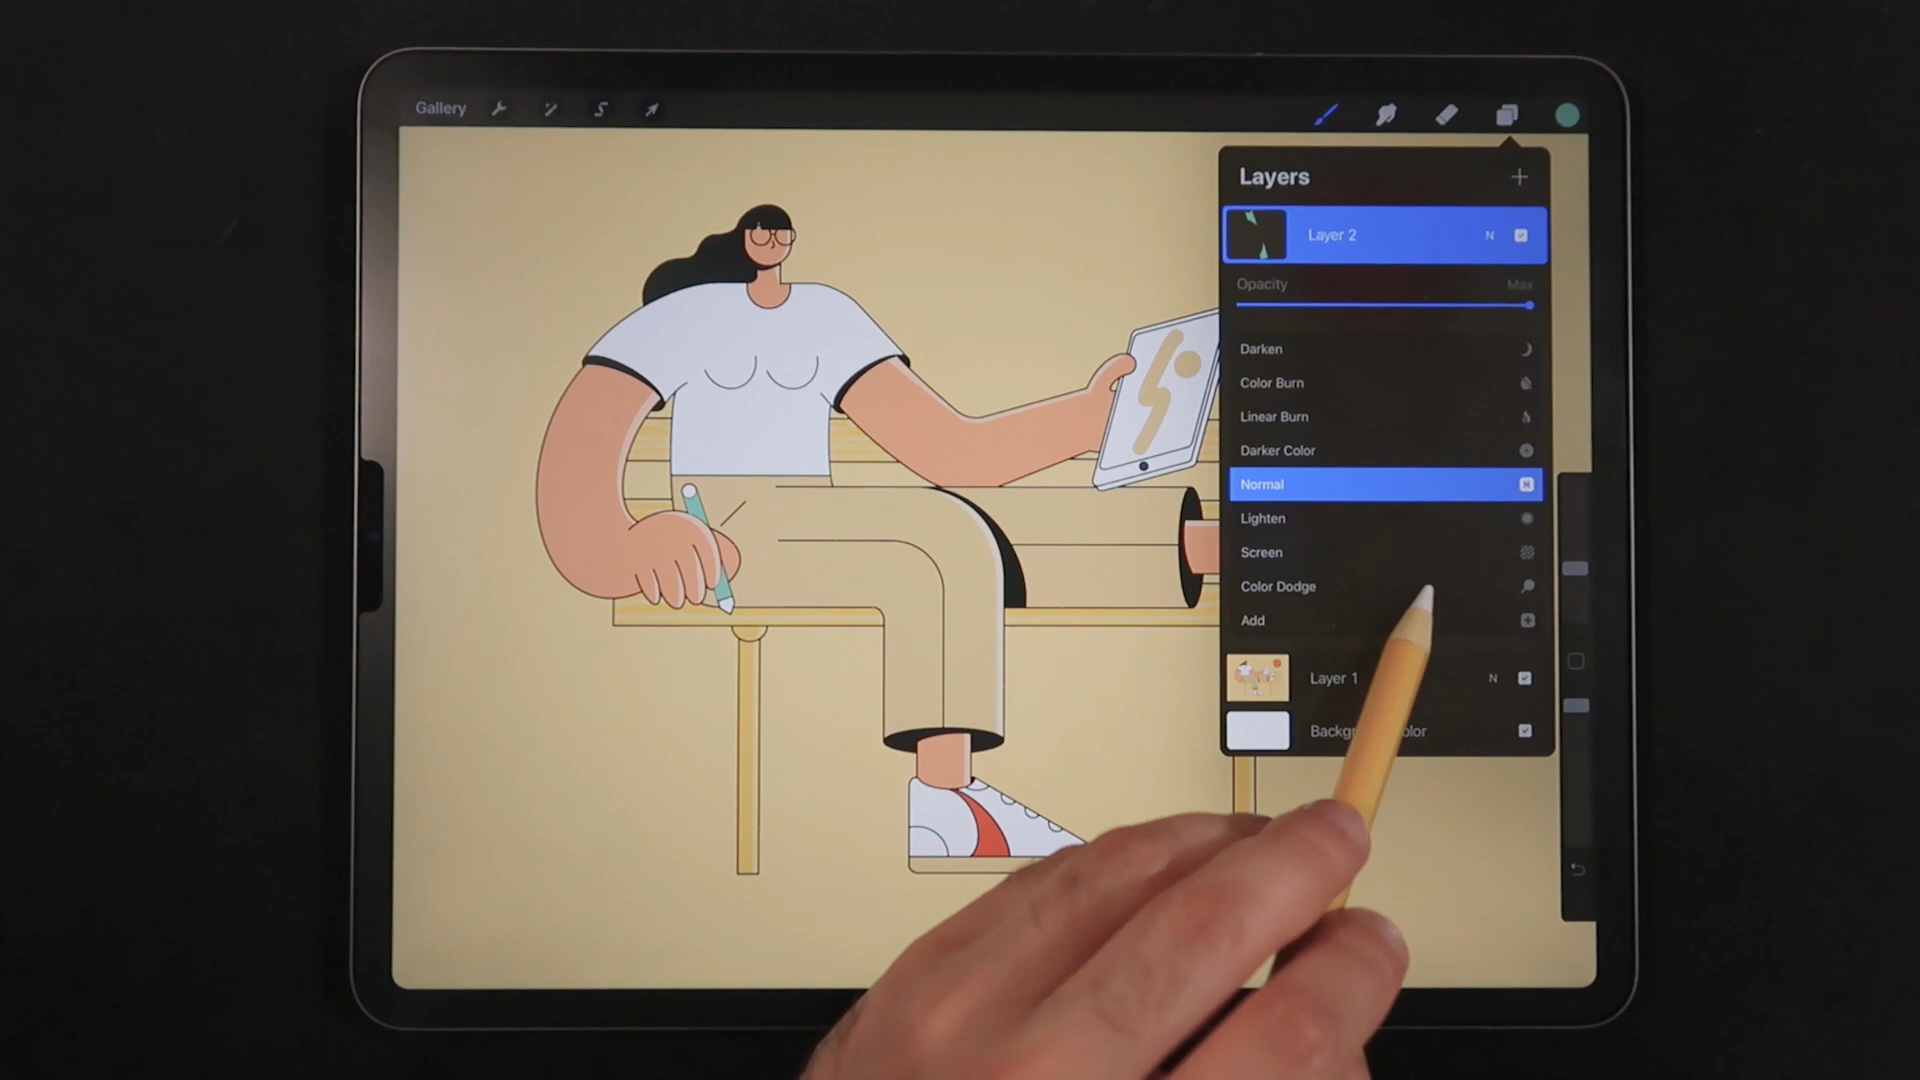 Gallery
Layers
Layer 2 N
Opacity Max
Darken
Color Burn
Linear Burn
Darker Color
Normal N
Lighten
Screen
Color Dodge
Add
Layer 1 N